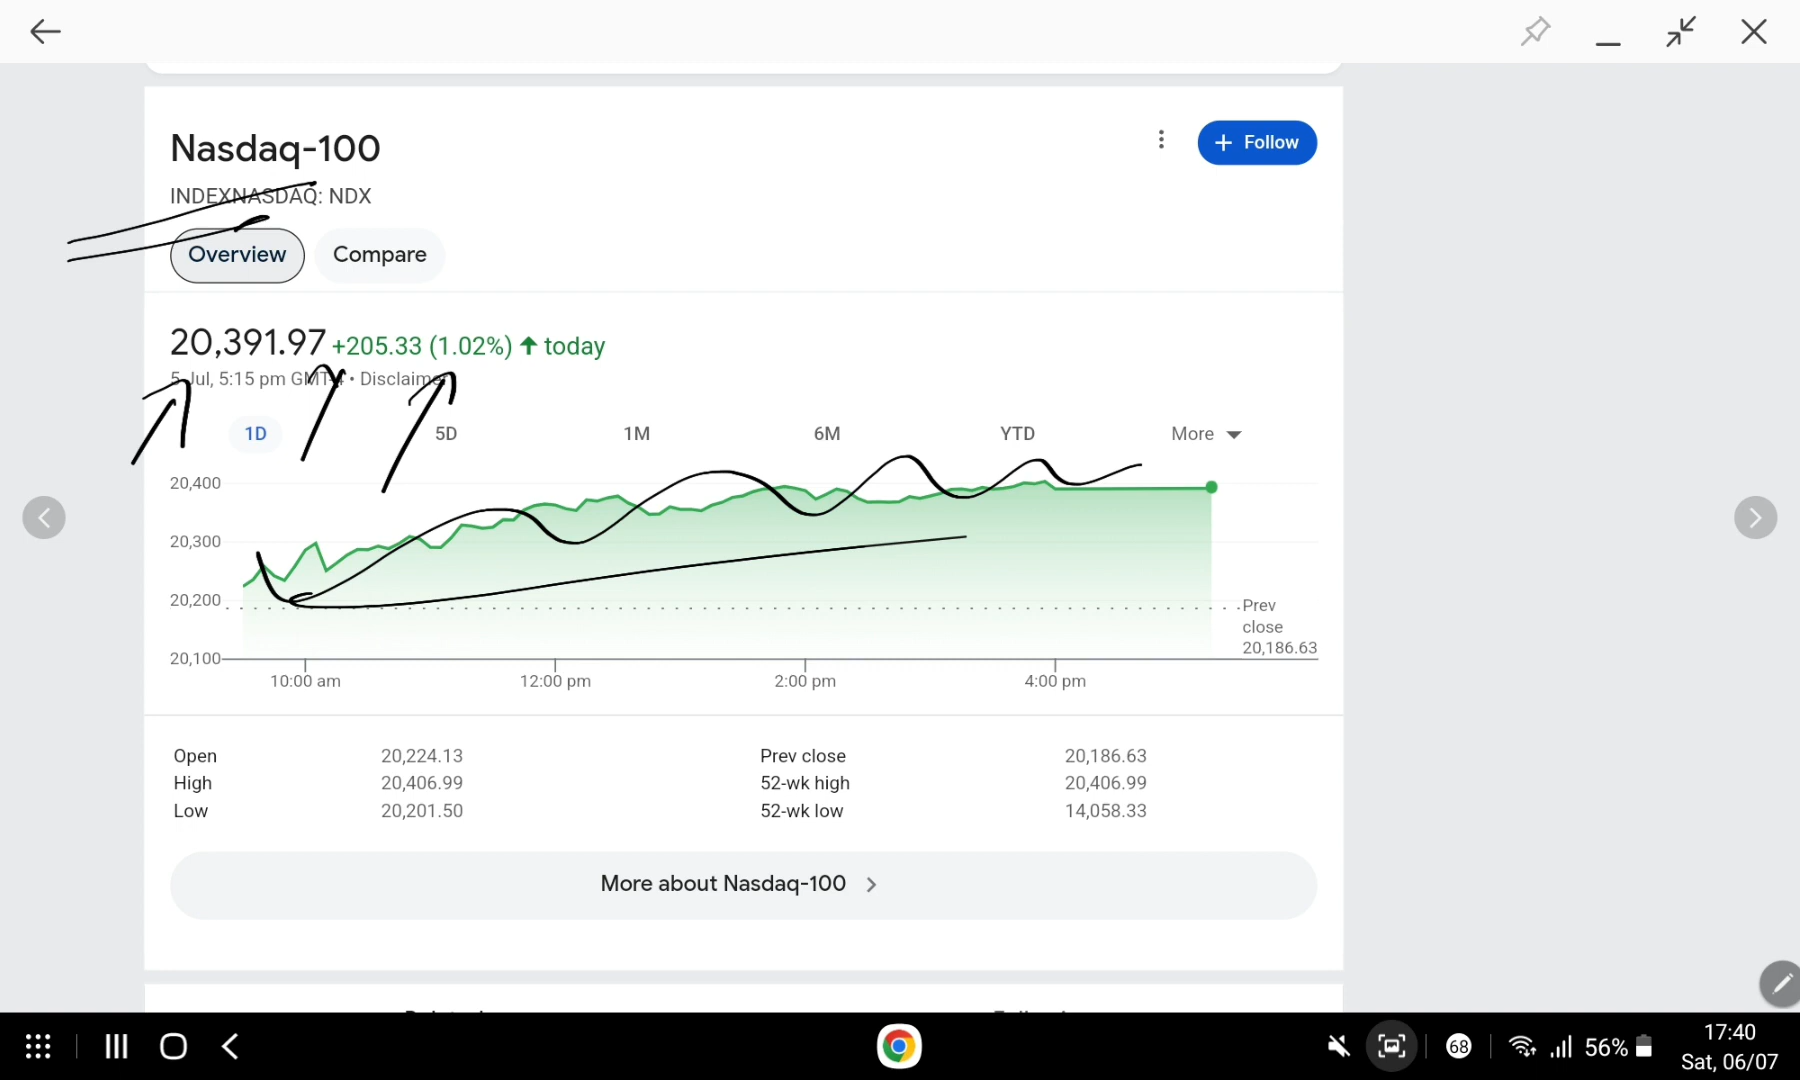 Nasdaq-100
+ Follow
INDEXNASDAQ: NDX
Overview
Compare
20,391.97 +205.33 (1.02%) ↑ today
5 Jul, 5:15 pm GMT-4 • Disclaimer
1D
5D
1M
6M
YTD
More
20,400
20,300
20,200
20,100
Prev
close
20,186.63
10:00 am
12:00 pm
2:00 pm
4:00 pm
Open 20,224.13 Prev close 20,186.63
High 20,406.99 52-wk high 20,406.99
Low 20,201.50 52-wk low 14,058.33
More about Nasdaq-100
68
56%
17:40
Sat, 06/07